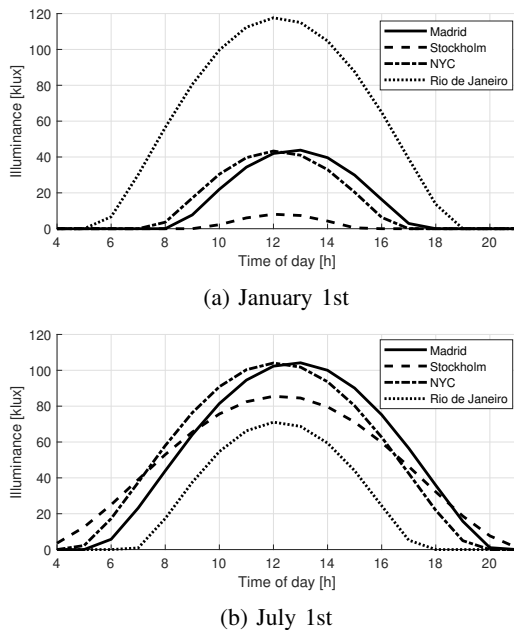 120
100
80
60
40
20
0
Illuminance [klux]
Madrid
Stockholm
NYC
Rio de Janeiro
4 6 8 10 12 14 16 18 20
Time of day [h]
(a) January 1st
120
100
80
60
40
20
0
Illuminance [klux]
Madrid
Stockholm
NYC
Rio de Janeiro
4 6 8 10 12 14 16 18 20
Time of day [h]
(b) July 1st